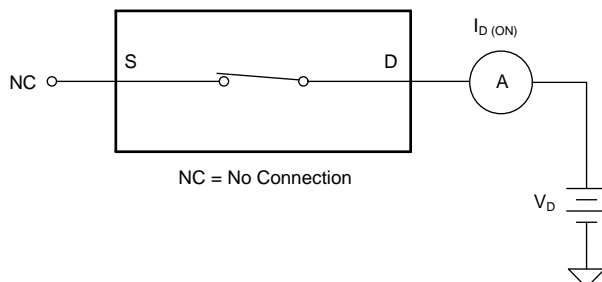 I_D (ON)
S
D
NC
A
NC = No Connection
V_D